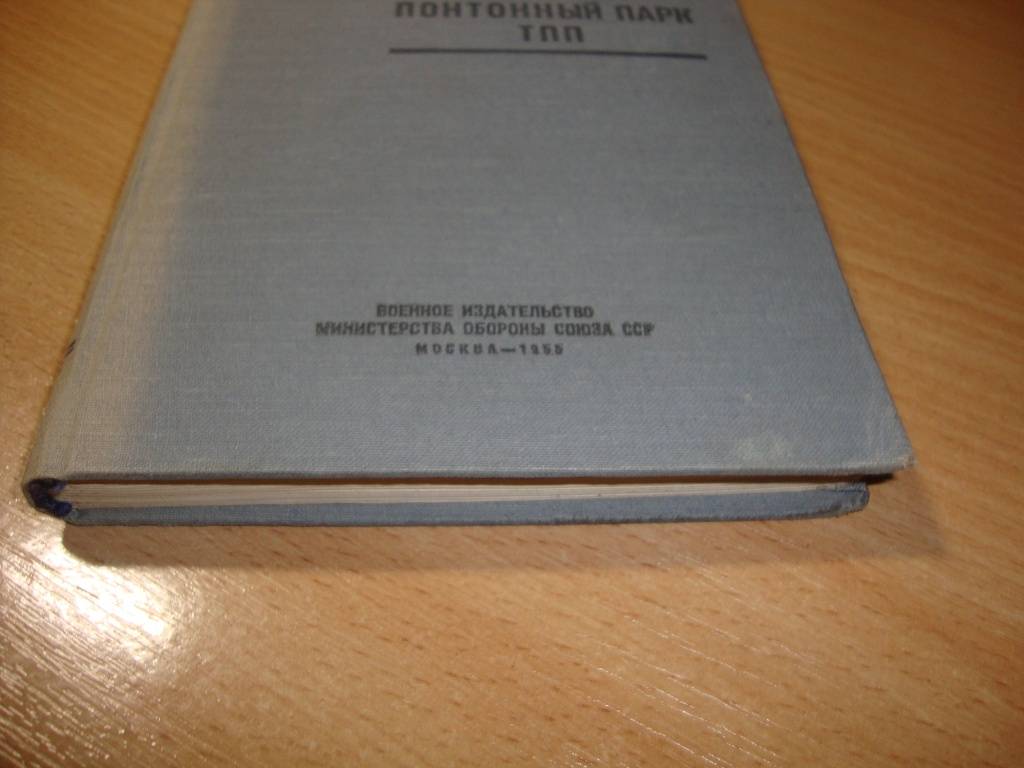 ПОНТОННЫЙ ПАРК
ТПП
ВОЕННОЕ ИЗДАТЕЛЬСТВО
МИНИСТЕРСТВА ОБОРОНЫ СОЮЗА ССР
МОСКВА—1955